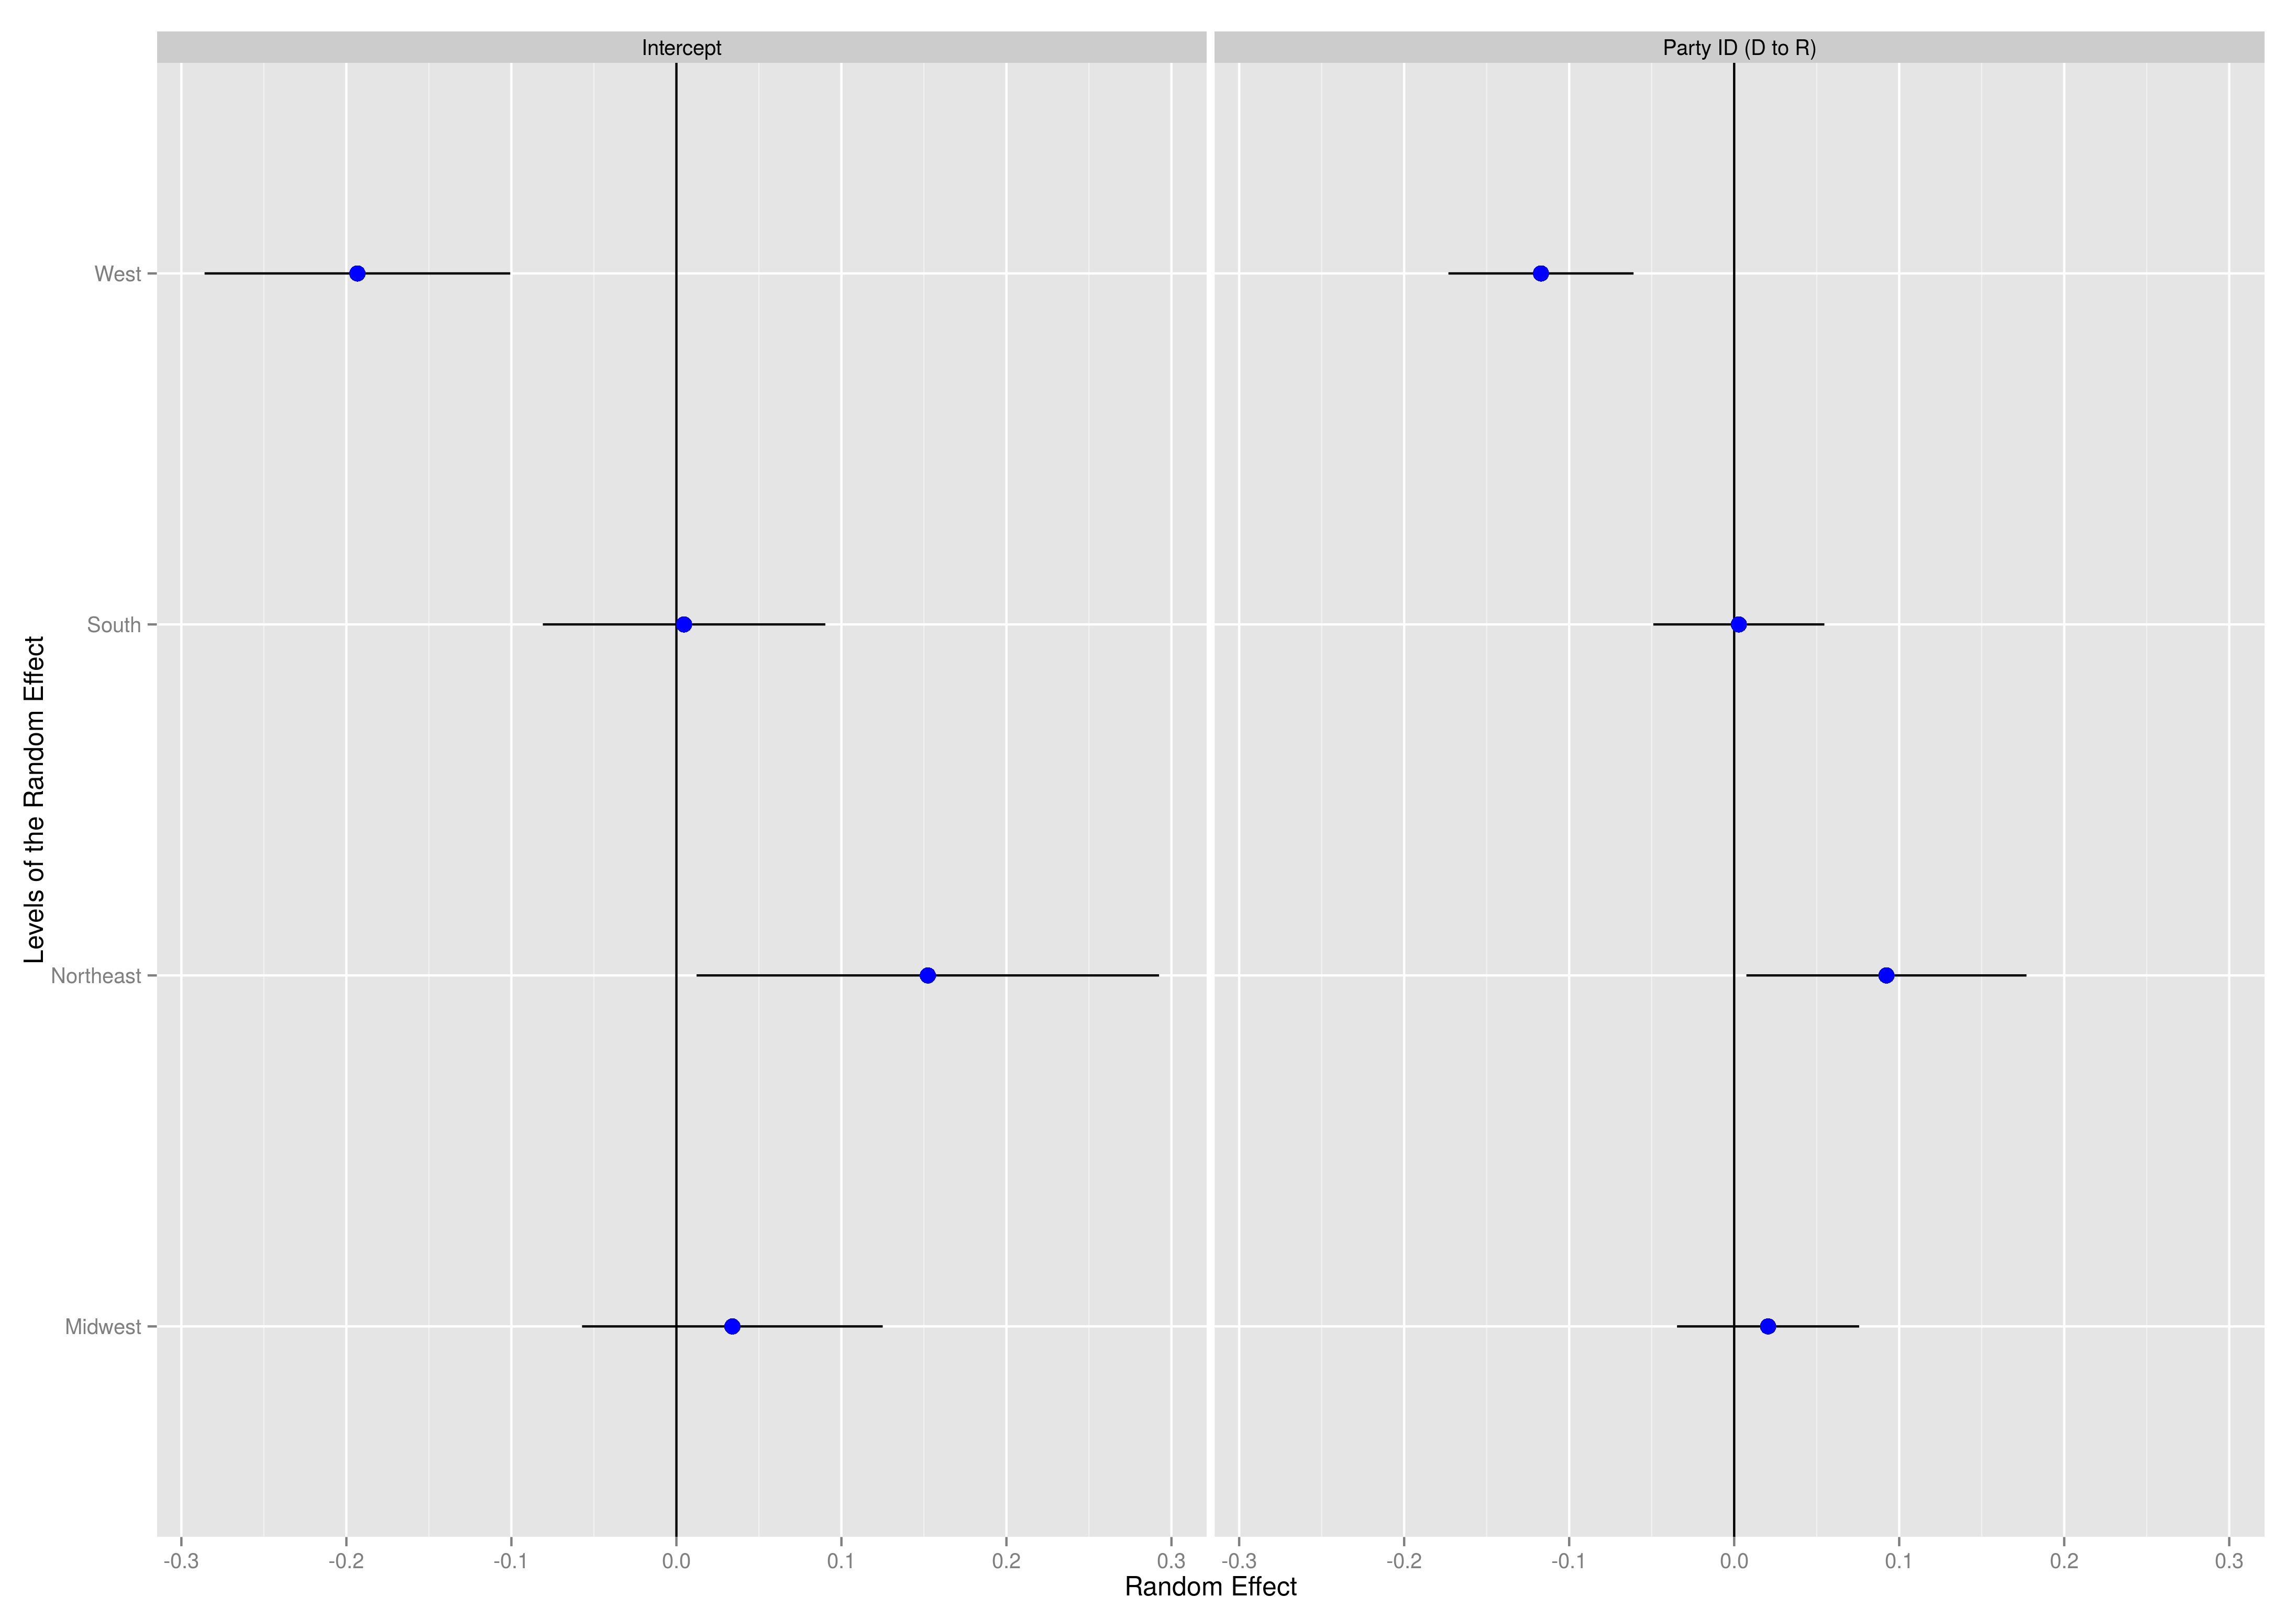 Intercept
Party ID (D to R)
Levels of the Random Effect
West
South
Northeast
Midwest
-0.3 -0.2 -0.1 0.0 0.1 0.2 0.3 -0.3 -0.2 -0.1 0.0 0.1 0.2 0.3
Random Effect